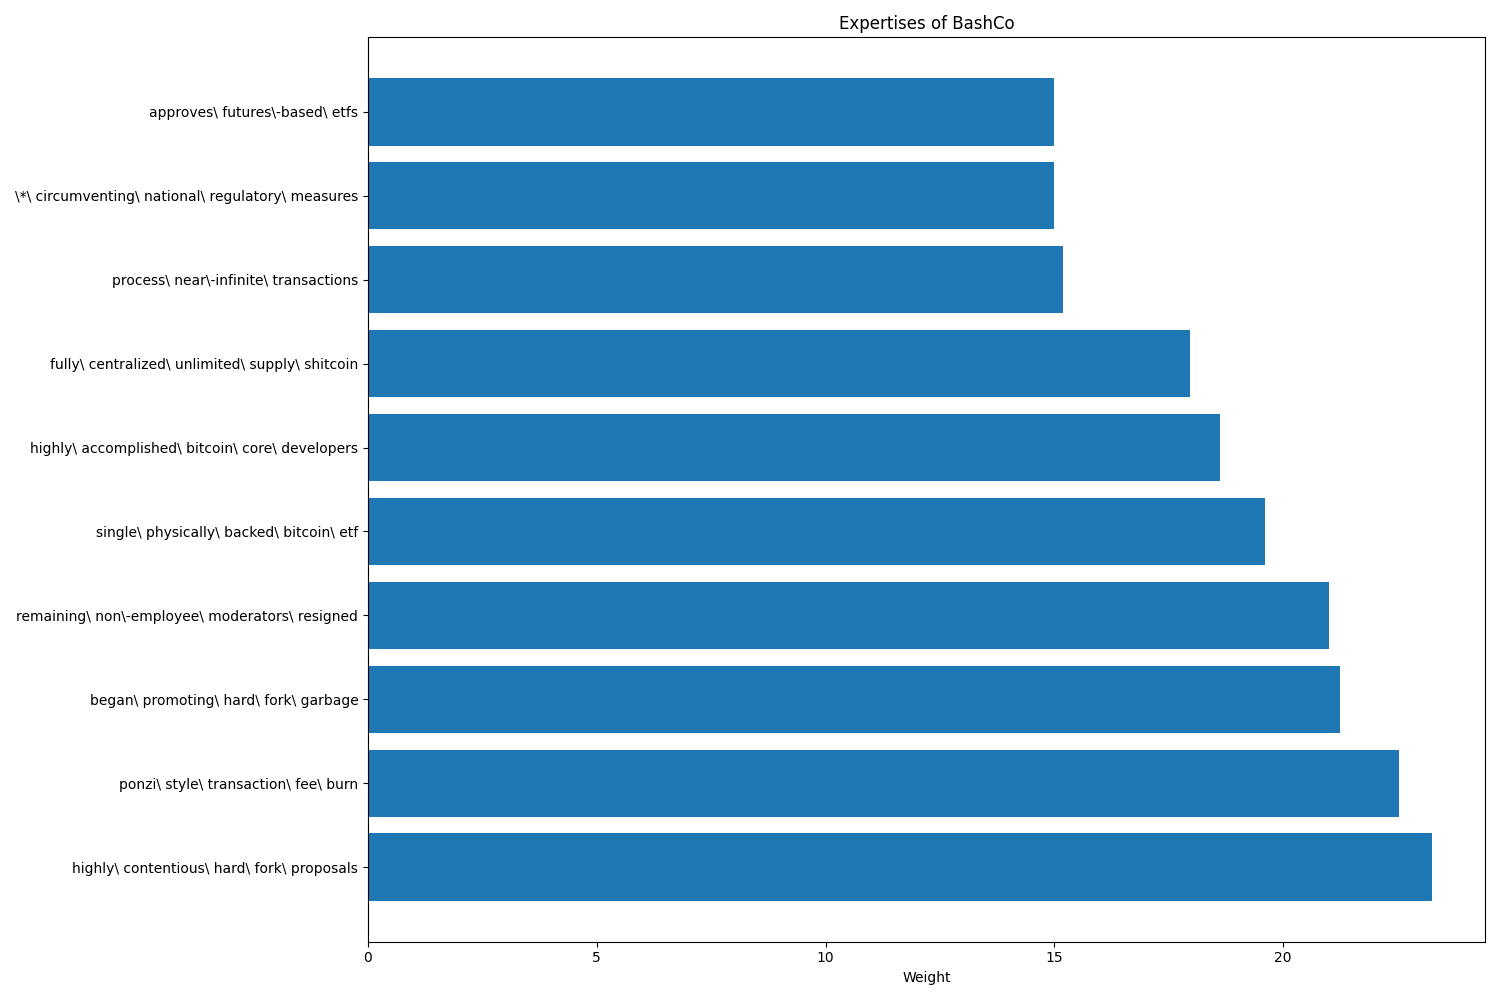 Expertises of BashCo
approves\ futures\-based\ etfs
\*\ circumventing\ national\ regulatory\ measures
process\ near\-infinite\ transactions
fully\ centralized\ unlimited\ supply\ shitcoin
highly\ accomplished\ bitcoin\ core\ developers
single\ physically\ backed\ bitcoin\ etf
remaining\ non\-employee\ moderators\ resigned
began\ promoting\ hard\ fork\ garbage
ponzi\ style\ transaction\ fee\ burn
highly\ contentious\ hard\ fork\ proposals
0 5 10 15 20
Weight